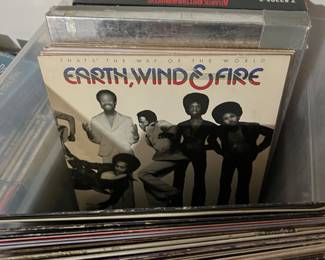 THAT'S THE WAY OF THE WORLD
EARTH, WIND & FIRE